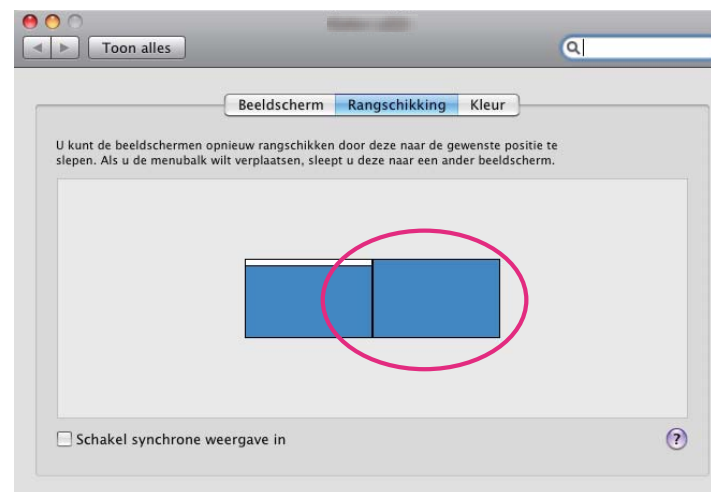 Toon alles
Beeldscherm Rangschikking Kleur
U kunt de beeldschermen opnieuw rangschikken door deze naar de gewenste positie te
slepen. Als u de menubalk wilt verplaatsen, sleept u deze naar een ander beeldscherm.
Schakel synchrone weergave in
?